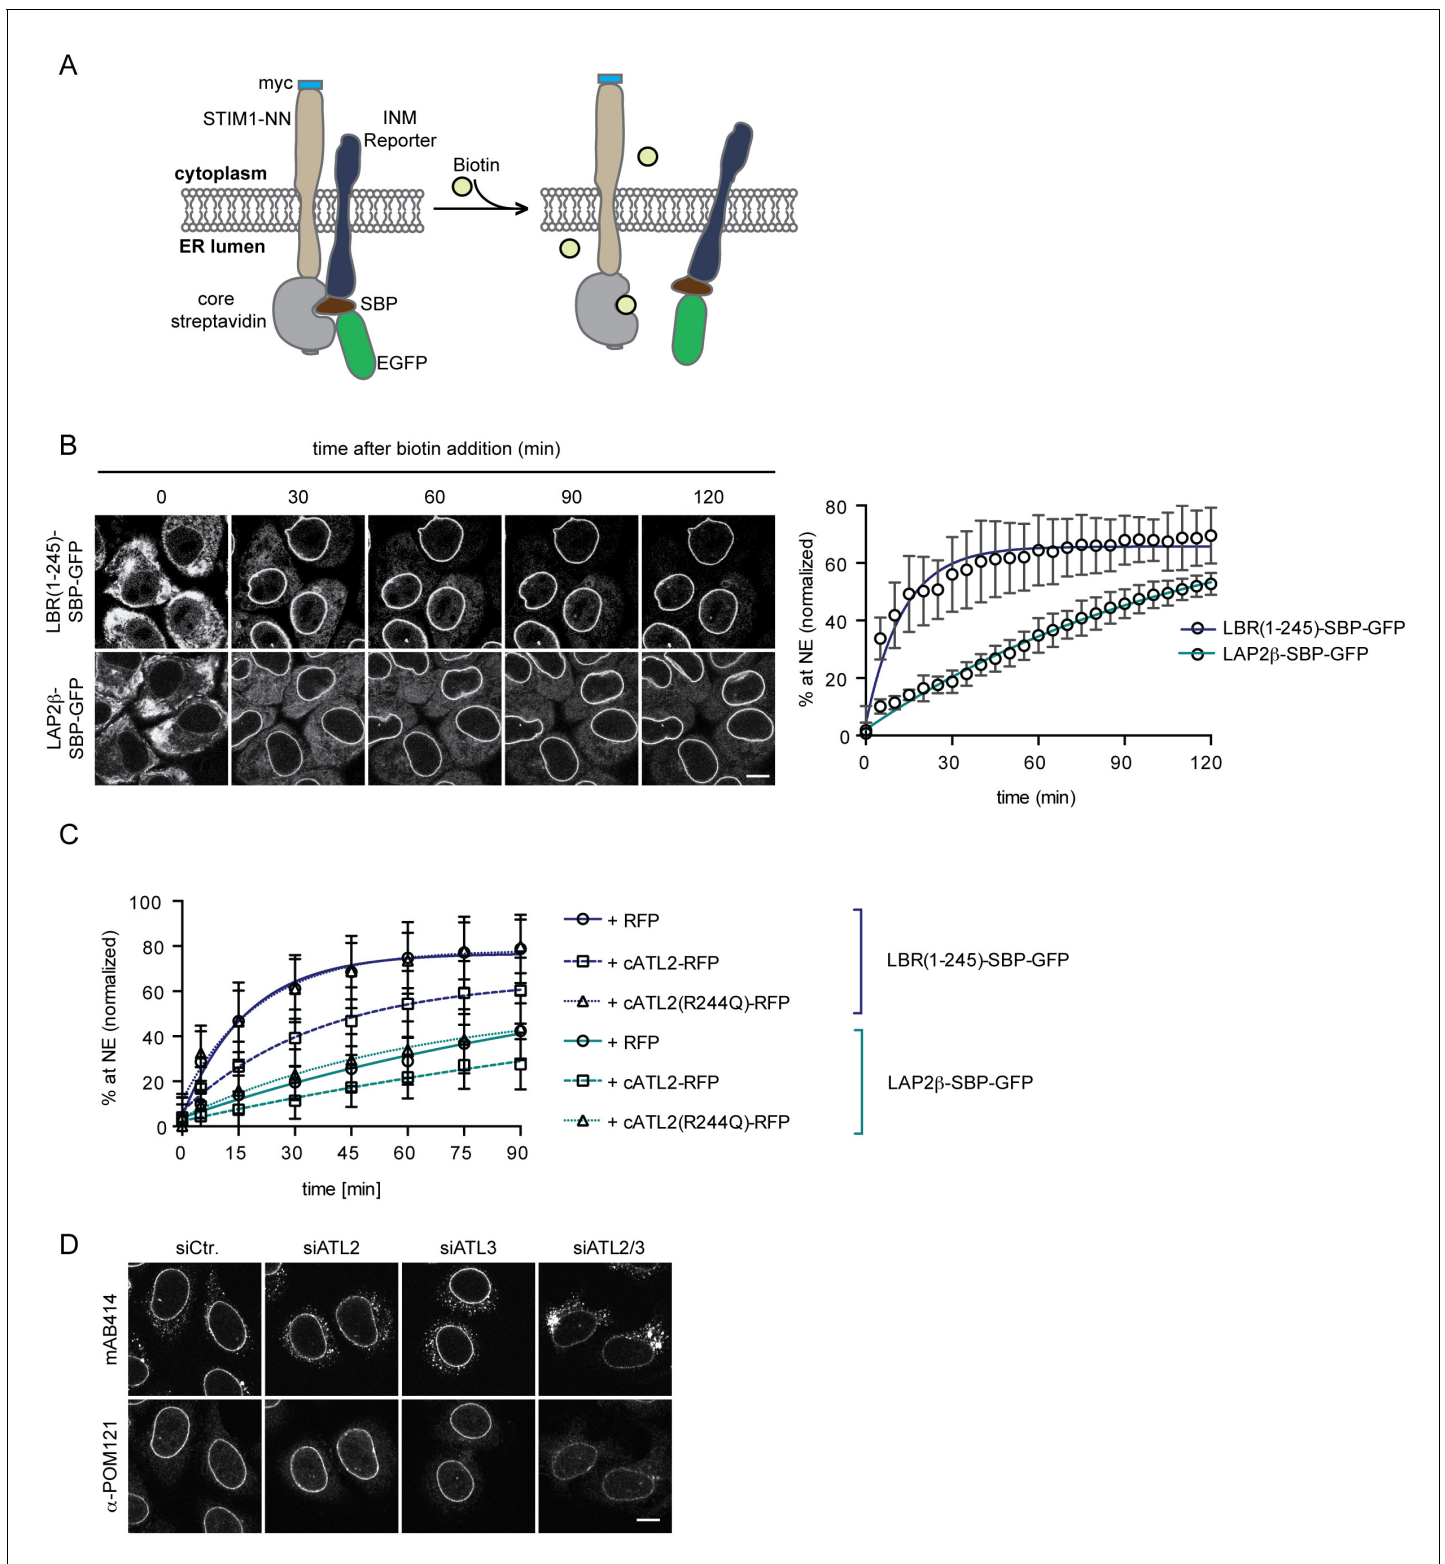 A
myc
STIM1-NN
INM
Reporter
cytoplasm
Biotin
ER lumen
core
streptavidin
SBP
EGFP
B
time after biotin addition (min)
0 30 60 90 120
LBR(1-245)-
SBP-GFP
LAP2β-
SBP-GFP
% at NE (normalized)
80
60
40
20
0
0 30 60 90 120
time (min)
LBR(1-245)-SBP-GFP
LAP2β-SBP-GFP
C
% at NE (normalized)
100
80
60
40
20
0
0 15 30 45 60 75 90
time [min]
+ RFP
+ cATL2-RFP
+ cATL2(R244Q)-RFP
LBR(1-245)-SBP-GFP
+ RFP
+ cATL2-RFP
+ cATL2(R244Q)-RFP
LAP2β-SBP-GFP
D
siCtr. siATL2 siATL3 siATL2/3
mAB414
α-POM121